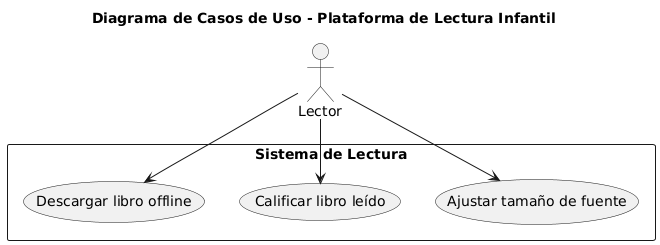 Diagrama de Casos de Uso - Plataforma de Lectura Infantil
Lector
Sistema de Lectura
Descargar libro offline
Calificar libro leído
Ajustar tamaño de fuente